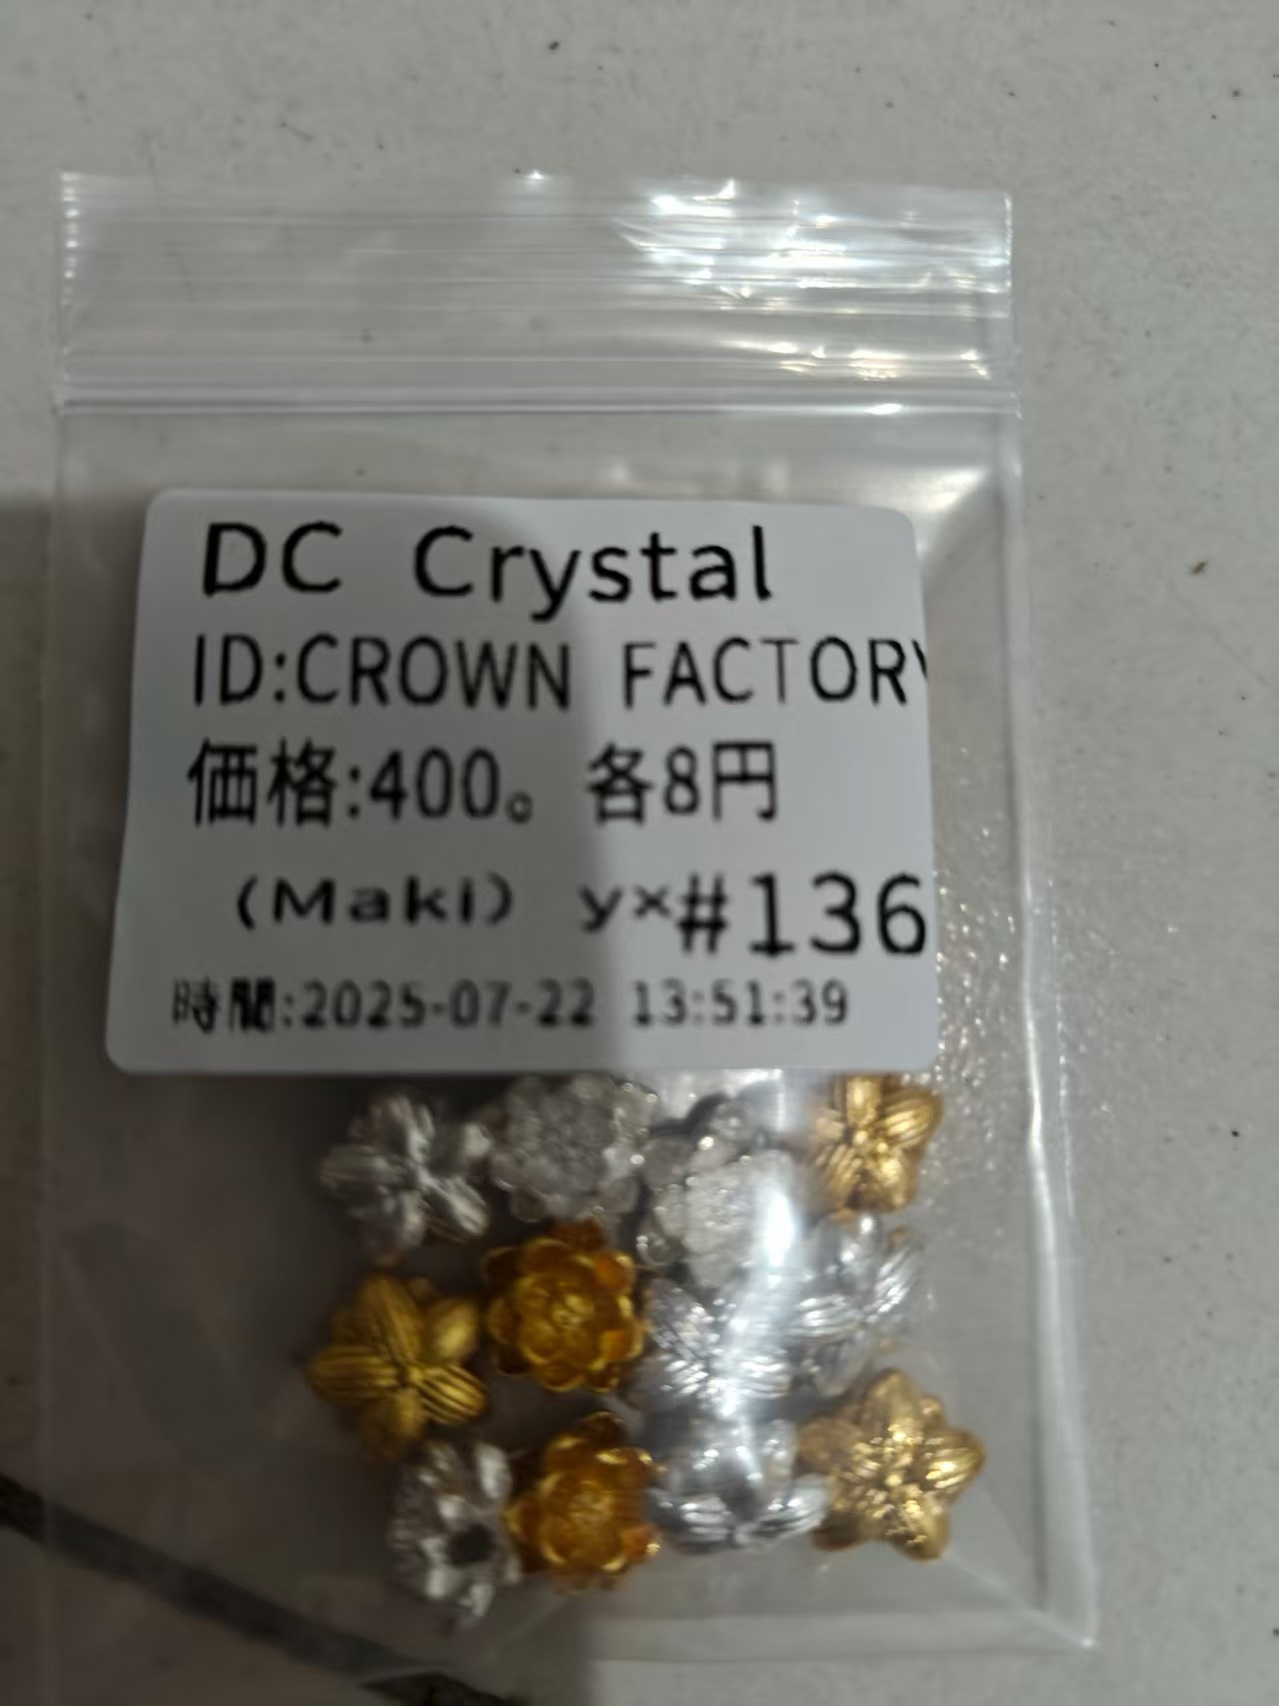 DC Crystal
ID:CROWN FACTORY
価格:400。各8円
(Maki) y×#136
時間:2025-07-22 13:51:39